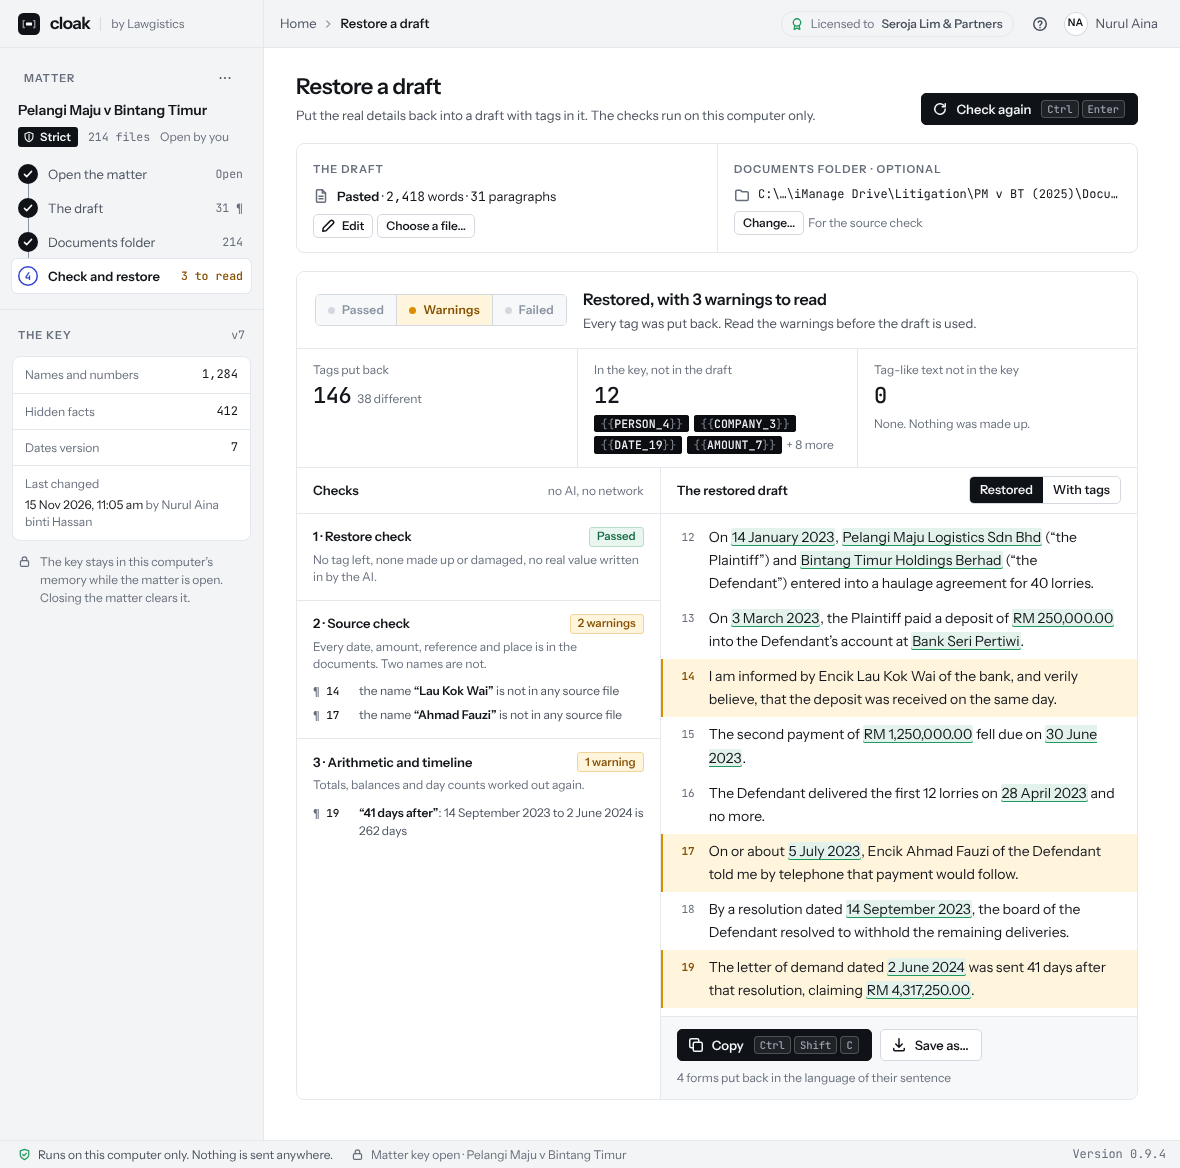 cloak by Lawgistics
Home > Restore a draft
Licensed to Seroja Lim & Partners
NA Nurul Aina
MATTER ...
Pelangi Maju v Bintang Timur
Strict 214 files Open by you
Open the matter Open
The draft 31 ¶
Documents folder 214
4 Check and restore 3 to read
THE KEY v7
Names and numbers 1,284
Hidden facts 412
Dates version 7
Last changed
15 Nov 2026, 11:05 am by Nurul Aina
binti Hassan
The key stays in this computer's
memory while the matter is open.
Closing the matter clears it.
Restore a draft
Put the real details back into a draft with tags in it. The checks run on this computer only.
Check again Ctrl Enter
THE DRAFT
Pasted · 2,418 words · 31 paragraphs
Edit Choose a file...
DOCUMENTS FOLDER · OPTIONAL
C:\…\iManage Drive\Litigation\PM v BT (2025)\Docu…
Change... For the source check
Passed Warnings Failed
Restored, with 3 warnings to read
Every tag was put back. Read the warnings before the draft is used.
Tags put back
146 38 different
In the key, not in the draft
12
{{PERSON_4}} {{COMPANY_3}}
{{DATE_19}} {{AMOUNT_7}} + 8 more
Tag-like text not in the key
0
None. Nothing was made up.
Checks no AI, no network
1 · Restore check Passed
No tag left, none made up or damaged, no real value written
in by the AI.
2 · Source check 2 warnings
Every date, amount, reference and place is in the
documents. Two names are not.
¶ 14 the name “Lau Kok Wai” is not in any source file
¶ 17 the name “Ahmad Fauzi” is not in any source file
3 · Arithmetic and timeline 1 warning
Totals, balances and day counts worked out again.
¶ 19 “41 days after”: 14 September 2023 to 2 June 2024 is
262 days
The restored draft Restored With tags
12 On 14 January 2023, Pelangi Maju Logistics Sdn Bhd (“the
Plaintiff”) and Bintang Timur Holdings Berhad (“the
Defendant”) entered into a haulage agreement for 40 lorries.
13 On 3 March 2023, the Plaintiff paid a deposit of RM 250,000.00
into the Defendant’s account at Bank Seri Pertiwi.
14 I am informed by Encik Lau Kok Wai of the bank, and verily
believe, that the deposit was received on the same day.
15 The second payment of RM 1,250,000.00 fell due on 30 June
2023.
16 The Defendant delivered the first 12 lorries on 28 April 2023 and
no more.
17 On or about 5 July 2023, Encik Ahmad Fauzi of the Defendant
told me by telephone that payment would follow.
18 By a resolution dated 14 September 2023, the board of the
Defendant resolved to withhold the remaining deliveries.
19 The letter of demand dated 2 June 2024 was sent 41 days after
that resolution, claiming RM 4,317,250.00.
Copy Ctrl Shift C Save as...
4 forms put back in the language of their sentence
Runs on this computer only. Nothing is sent anywhere. Matter key open · Pelangi Maju v Bintang Timur
Version 0.9.4